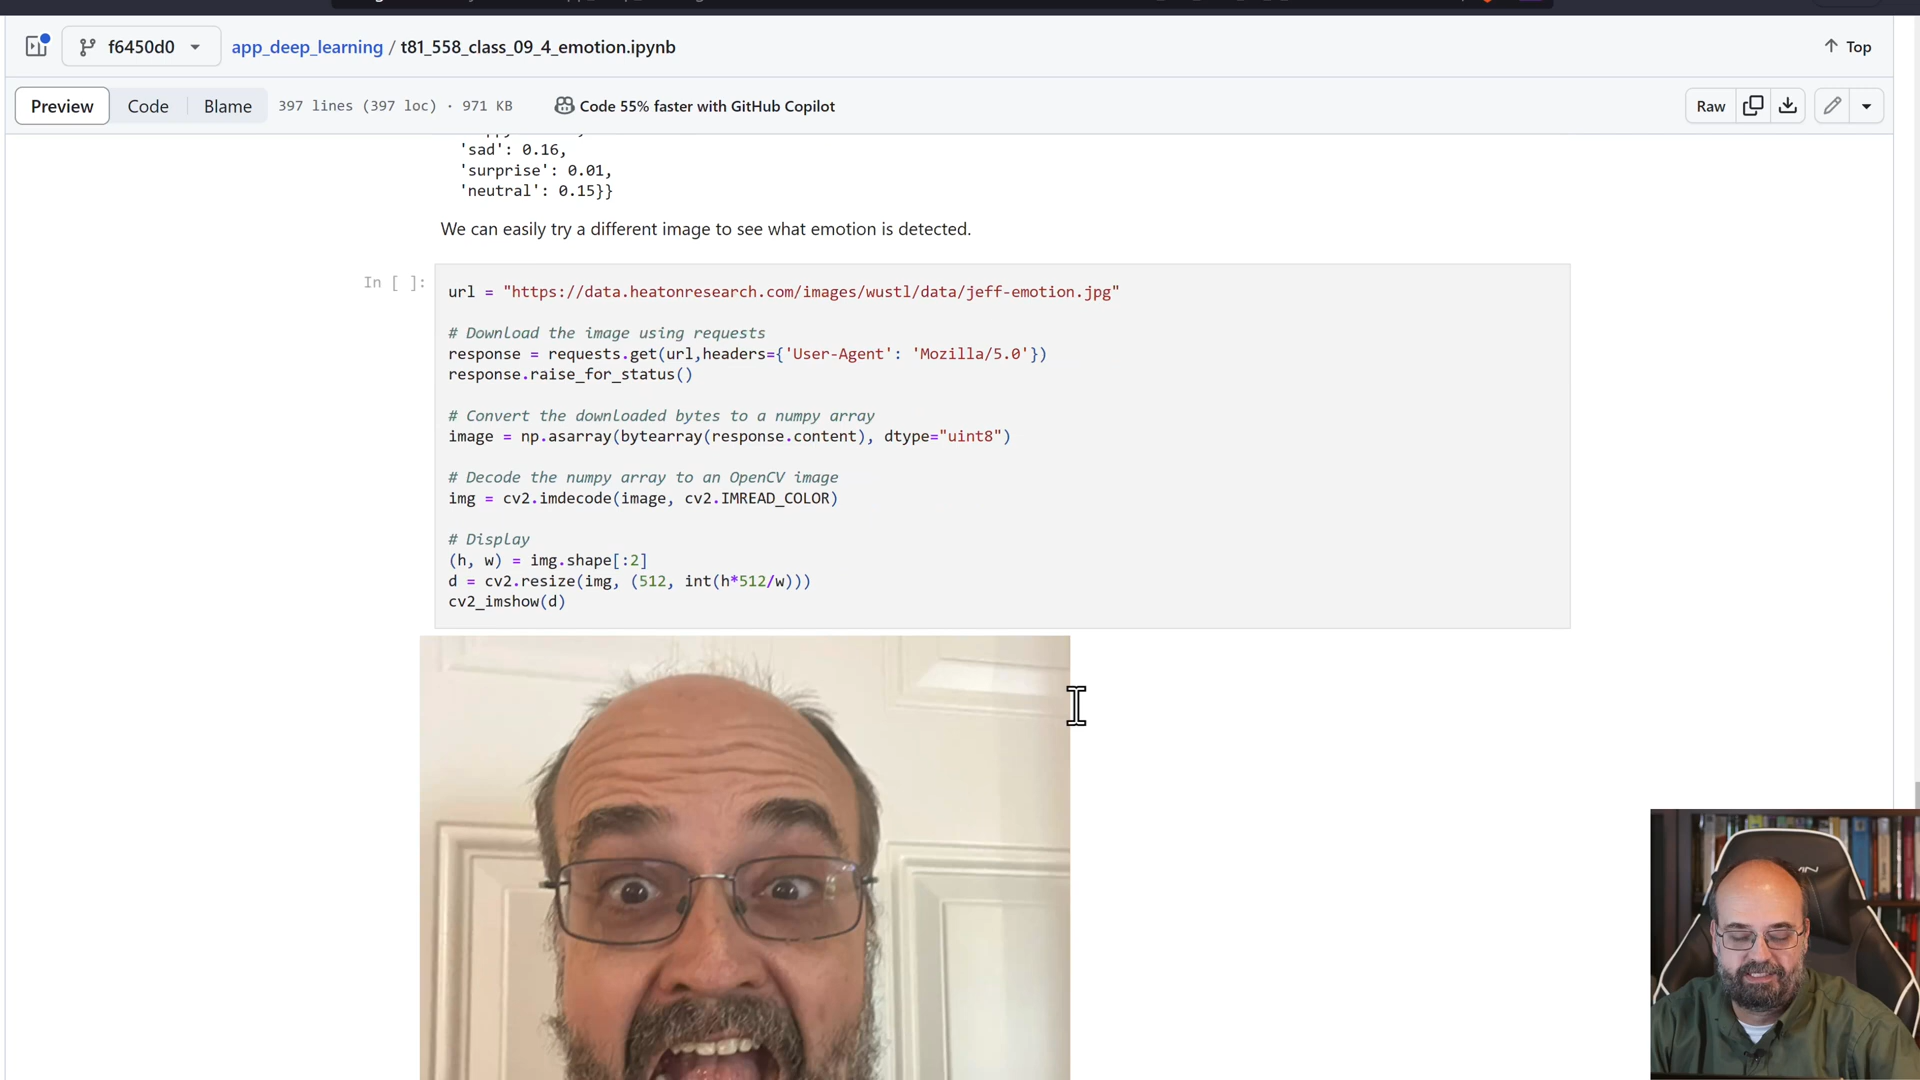 f6450d0 app_deep_learning / t81_558_class_09_4_emotion.ipynb Top
Preview Code Blame 397 lines (397 loc) · 971 KB Code 55% faster with GitHub Copilot Raw
'sad': 0.16,
'surprise': 0.01,
'neutral': 0.15}}
We can easily try a different image to see what emotion is detected.
In [ ]:
url = "https://data.heatonresearch.com/images/wustl/data/jeff-emotion.jpg"
# Download the image using requests
response = requests.get(url,headers={'User-Agent': 'Mozilla/5.0'})
response.raise_for_status()
# Convert the downloaded bytes to a numpy array
image = np.asarray(bytearray(response.content), dtype="uint8")
# Decode the numpy array to an OpenCV image
img = cv2.imdecode(image, cv2.IMREAD_COLOR)
# Display
(h, w) = img.shape[:2]
d = cv2.resize(img, (512, int(h*512/w)))
cv2_imshow(d)